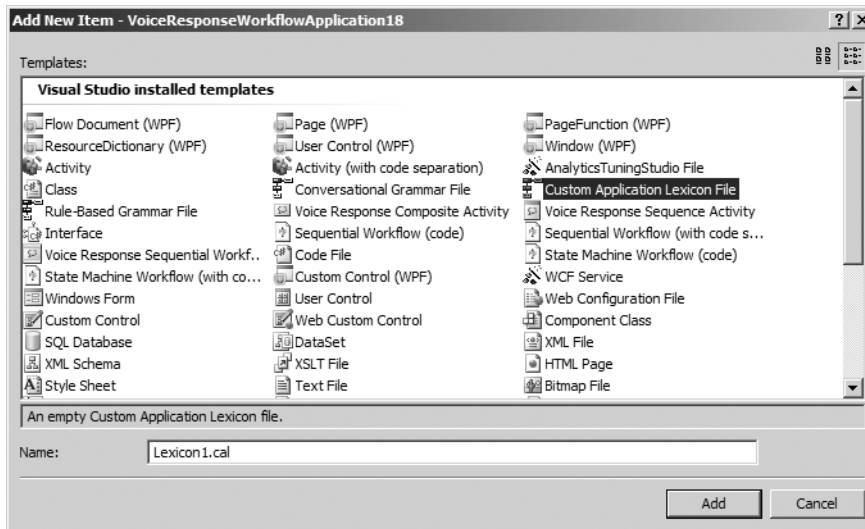 Add New Item - VoiceResponseWorkflowApplication18
Templates:
Visual Studio installed templates
Flow Document (WPF) Page (WPF) PageFunction (WPF)
ResourceDictionary (WPF) User Control (WPF) Window (WPF)
Activity Activity (with code separation) AnalyticsTuningStudio File
Class Conversational Grammar File Custom Application Lexicon File
Rule-Based Grammar File Voice Response Composite Activity Voice Response Sequence Activity
Interface Sequential Workflow (code) Sequential Workflow (with code s...
Voice Response Sequential Workf... Code File State Machine Workflow (code)
State Machine Workflow (with co... Custom Control (WPF) WCF Service
Windows Form User Control Web Configuration File
Custom Control Web Custom Control Component Class
SQL Database DataSet XML File
XML Schema XSLT File HTML Page
Style Sheet Text File Bitmap File
An empty Custom Application Lexicon file.
Name: Lexicon1.cal
Add Cancel